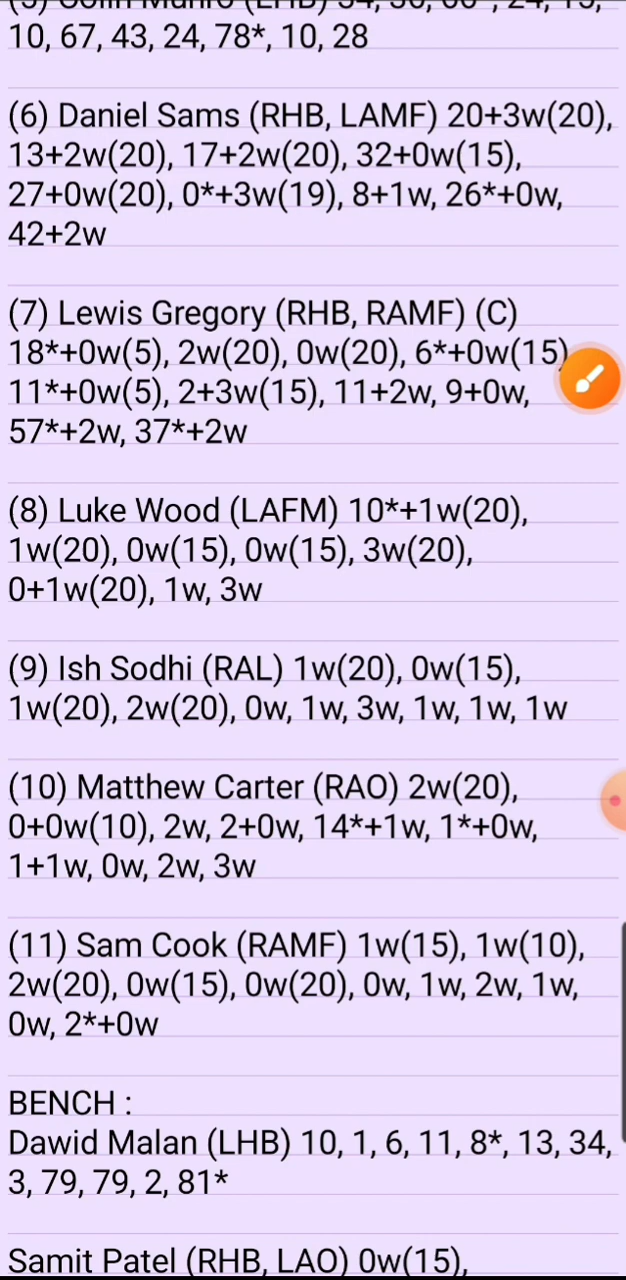 (5) Colin Munro (LHB)
10, 67, 43, 24, 78*, 10, 28
(6) Daniel Sams (RHB, LAMF) 20+3w(20),
13+2w(20), 17+2w(20), 32+0w(15),
27+0w(20), 0*+3w(19), 8+1w, 26*+0w,
42+2w
(7) Lewis Gregory (RHB, RAMF) (C)
18*+0w(5), 2w(20), 0w(20), 6*+0w(15)
11*+0w(5), 2+3w(15), 11+2w, 9+0w,
57*+2w, 37*+2w
(8) Luke Wood (LAFM) 10*+1w(20),
1w(20), 0w(15), 0w(15), 3w(20),
0+1w(20), 1w, 3w
(9) Ish Sodhi (RAL) 1w(20), 0w(15),
1w(20), 2w(20), 0w, 1w, 3w, 1w, 1w, 1w
(10) Matthew Carter (RAO) 2w(20),
0+0w(10), 2w, 2+0w, 14*+1w, 1*+0w,
1+1w, 0w, 2w, 3w
(11) Sam Cook (RAMF) 1w(15), 1w(10),
2w(20), 0w(15), 0w(20), 0w, 1w, 2w, 1w,
0w, 2*+0w
BENCH :
Dawid Malan (LHB) 10, 1, 6, 11, 8*, 13, 34,
3, 79, 79, 2, 81*
Samit Patel (RHB, LAO) 0w(15),